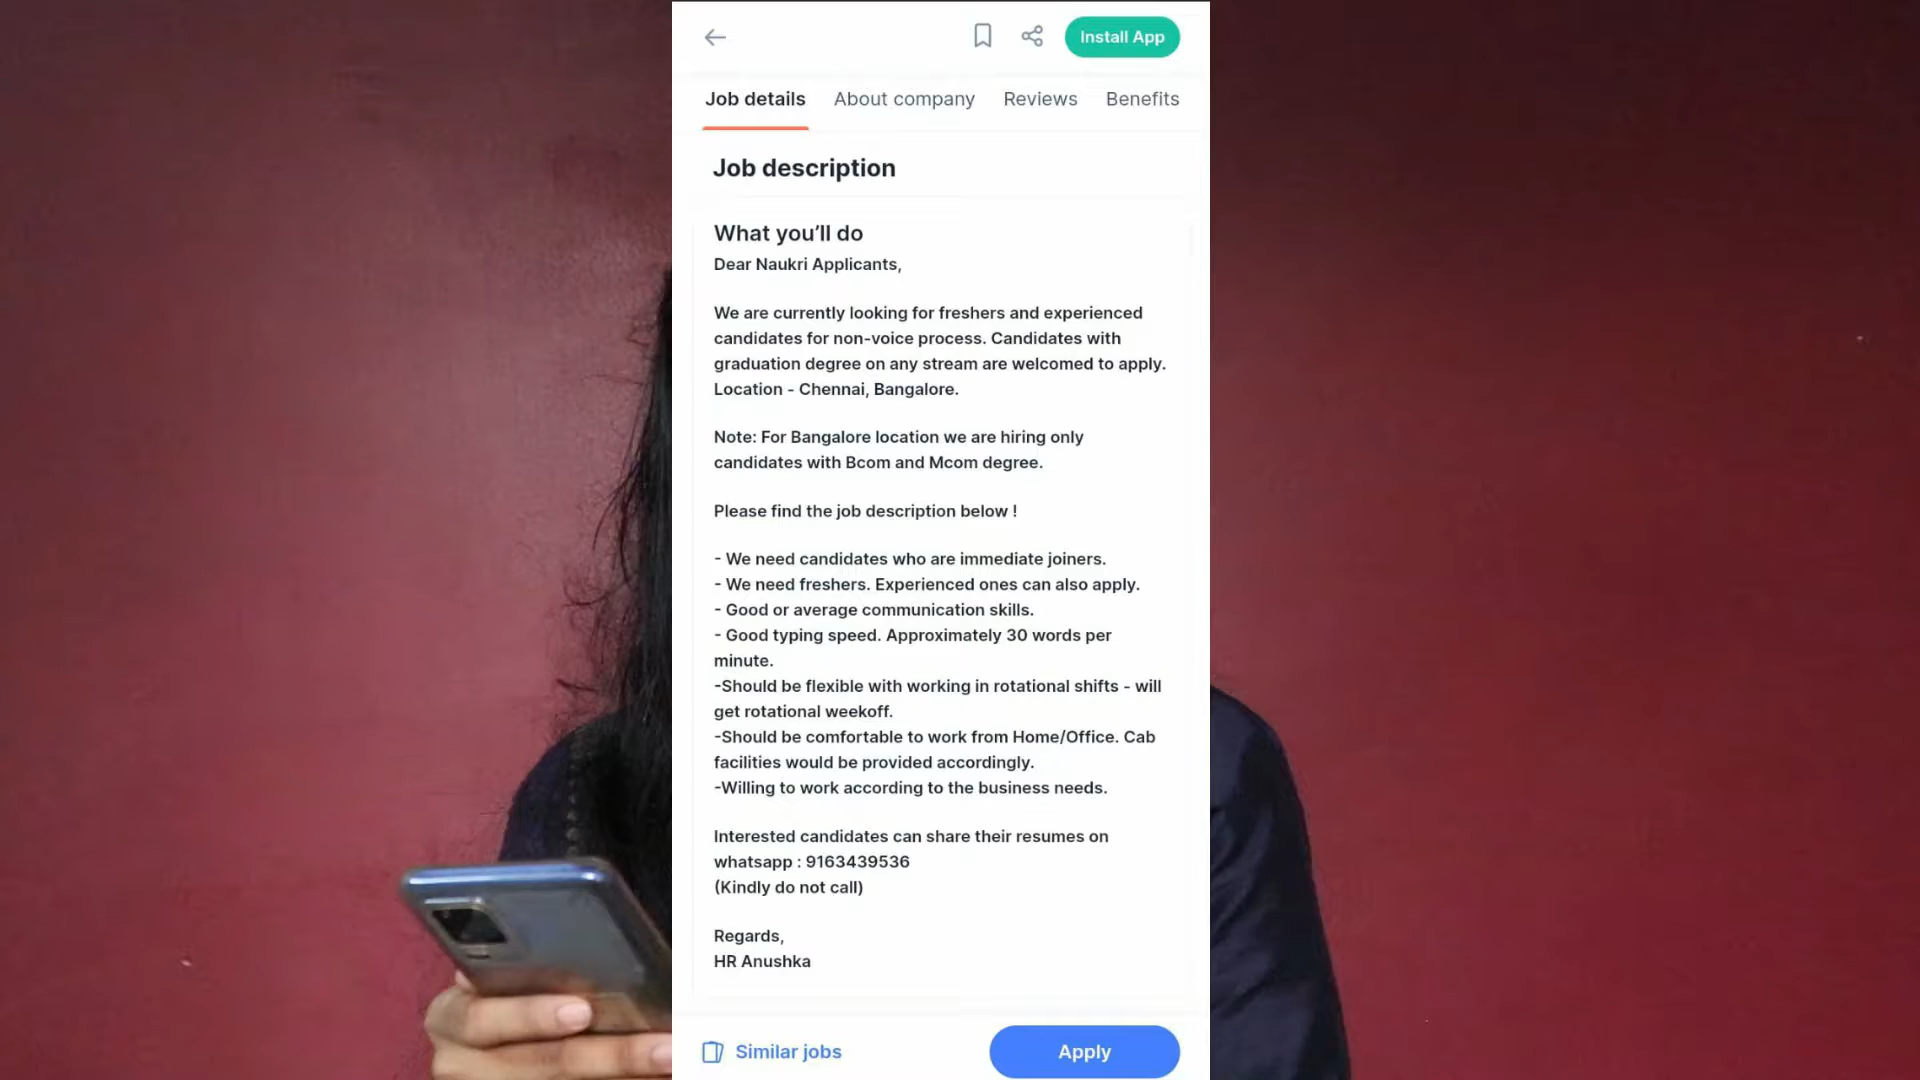 Install App
Job details About company Reviews Benefits
Job description
What you’ll do
Dear Naukri Applicants,
We are currently looking for freshers and experienced
candidates for non-voice process. Candidates with
graduation degree on any stream are welcomed to apply.
Location - Chennai, Bangalore.
Note: For Bangalore location we are hiring only
candidates with Bcom and Mcom degree.
Please find the job description below !
- We need candidates who are immediate joiners.
- We need freshers. Experienced ones can also apply.
- Good or average communication skills.
- Good typing speed. Approximately 30 words per
minute.
-Should be flexible with working in rotational shifts - will
get rotational weekoff.
-Should be comfortable to work from Home/Office. Cab
facilities would be provided accordingly.
-Willing to work according to the business needs.
Interested candidates can share their resumes on
whatsapp : 9163439536
(Kindly do not call)
Regards,
HR Anushka
Similar jobs Apply